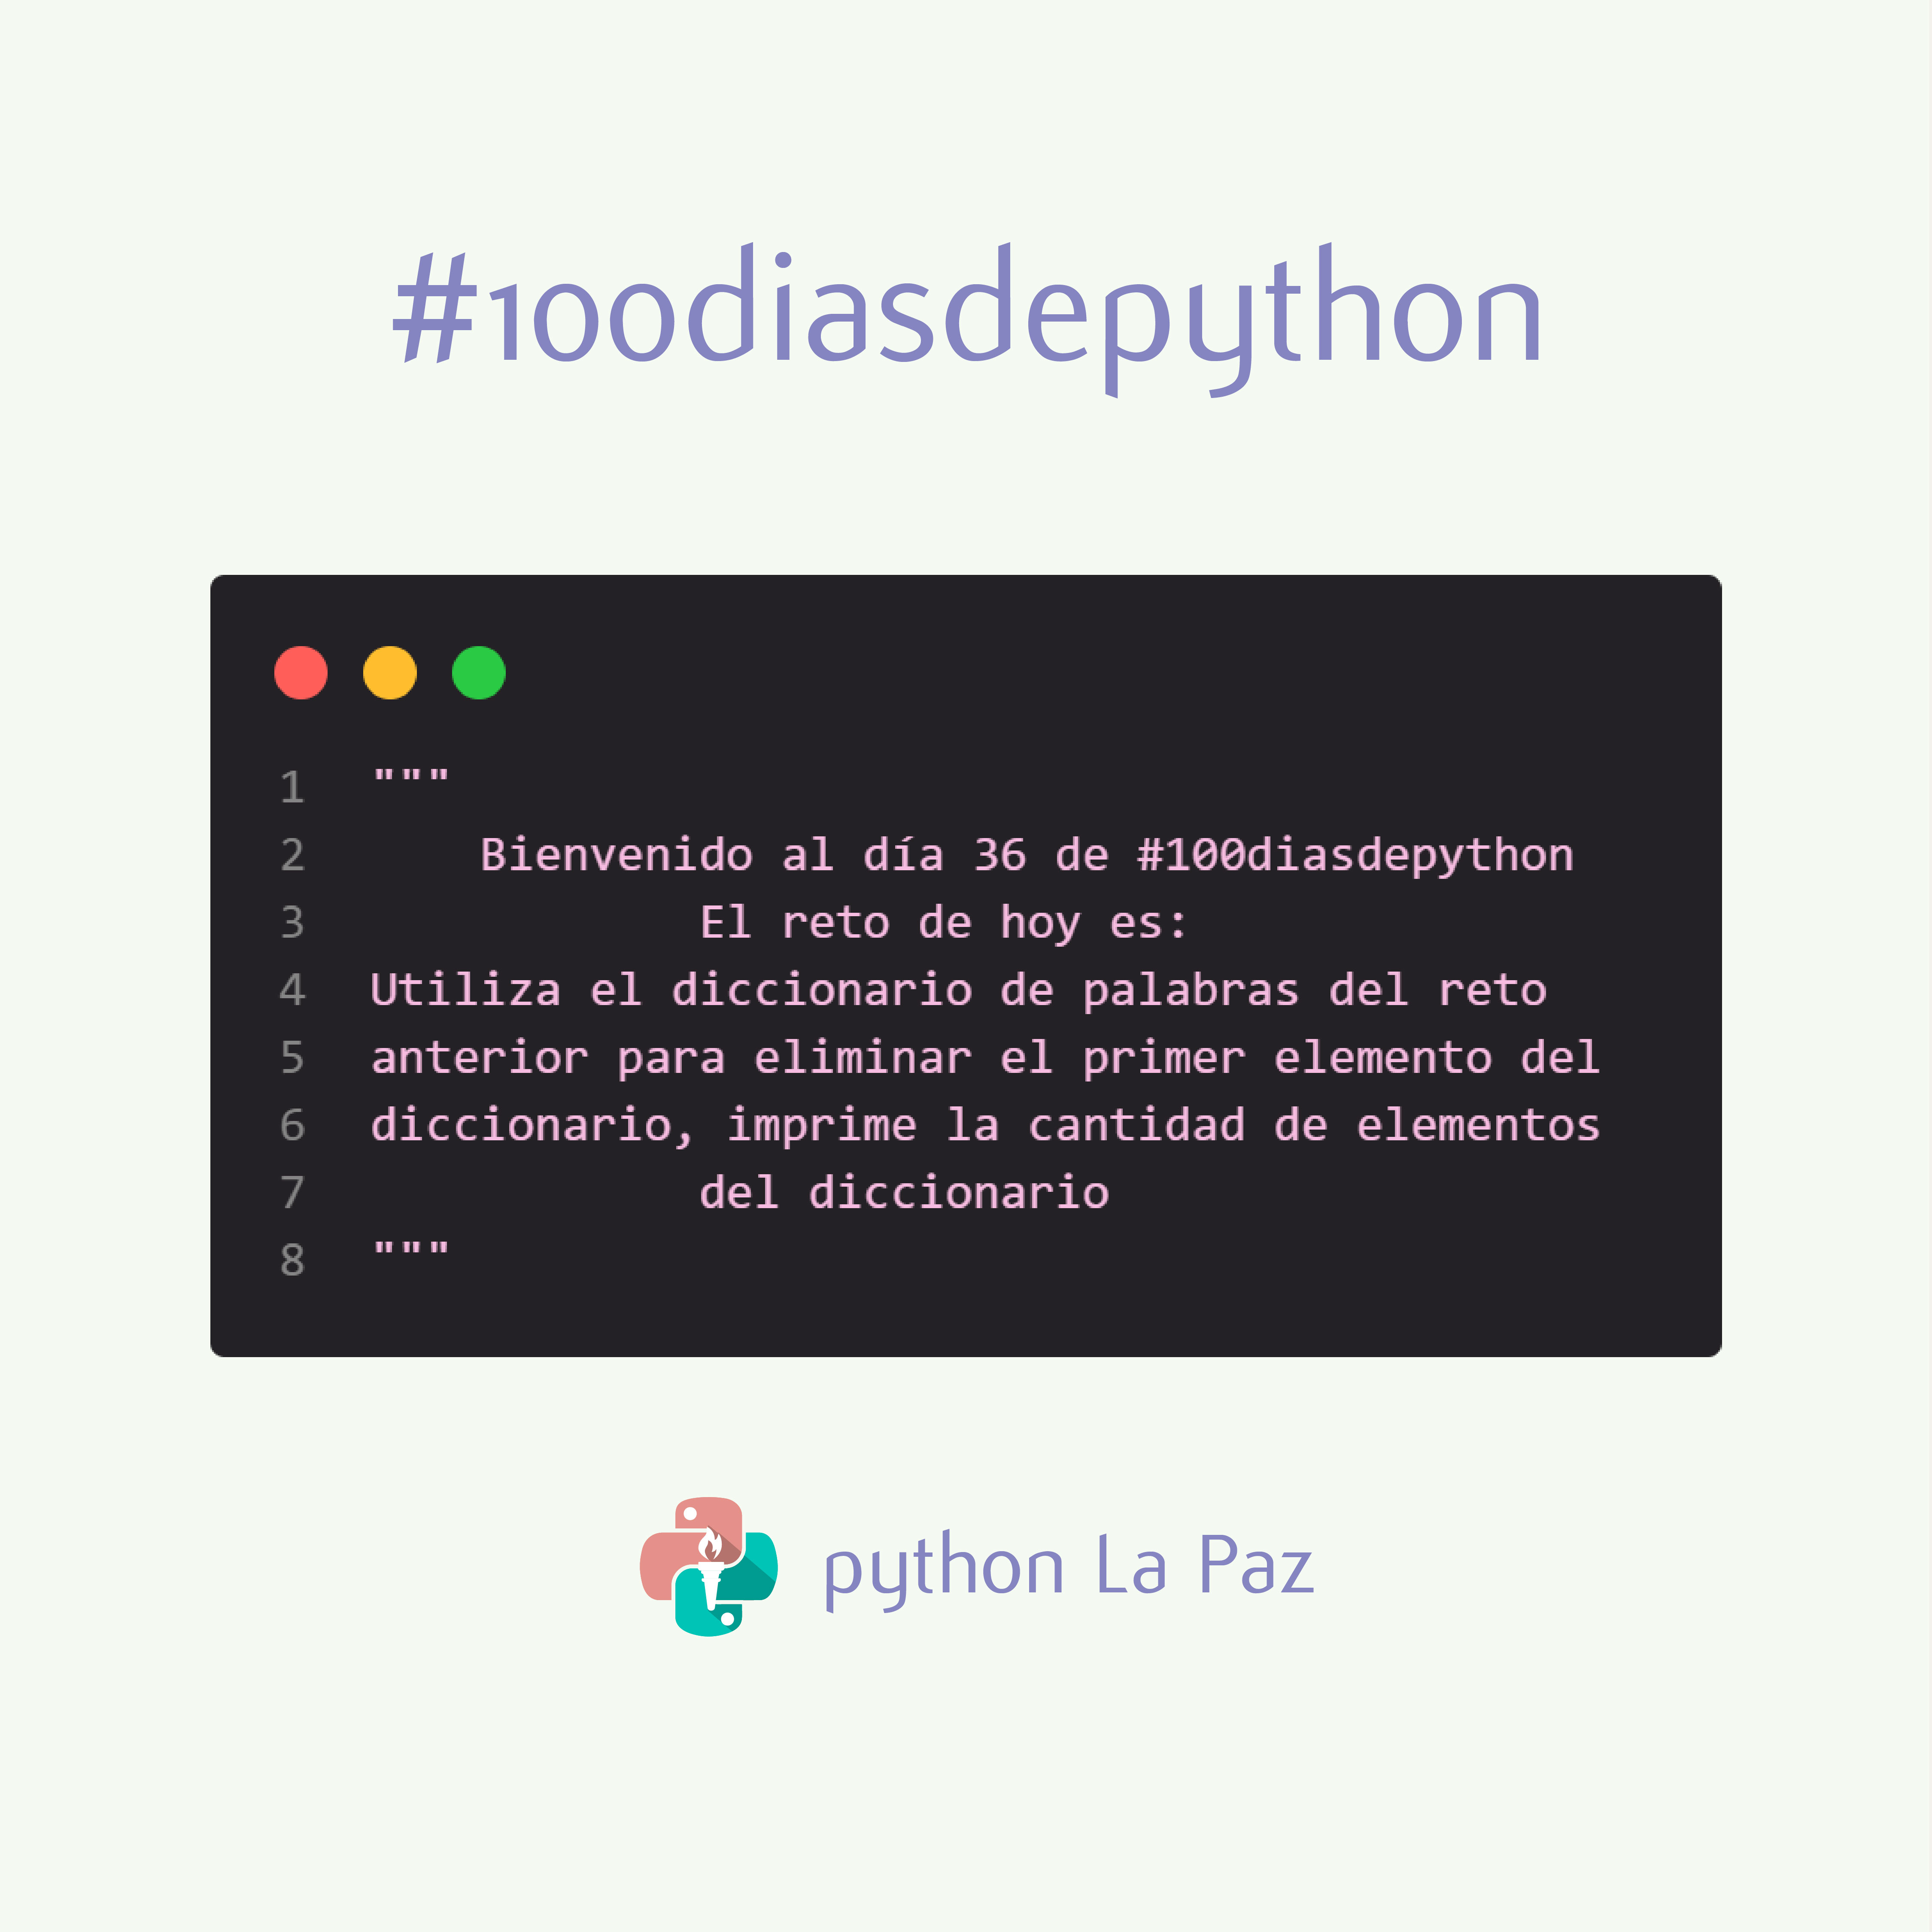 #100diasdepython
1 """
2 Bienvenido al día 36 de #100diasdepython
3 El reto de hoy es:
4 Utiliza el diccionario de palabras del reto
5 anterior para eliminar el primer elemento del
6 diccionario, imprime la cantidad de elementos
7 del diccionario
8 """
python La Paz